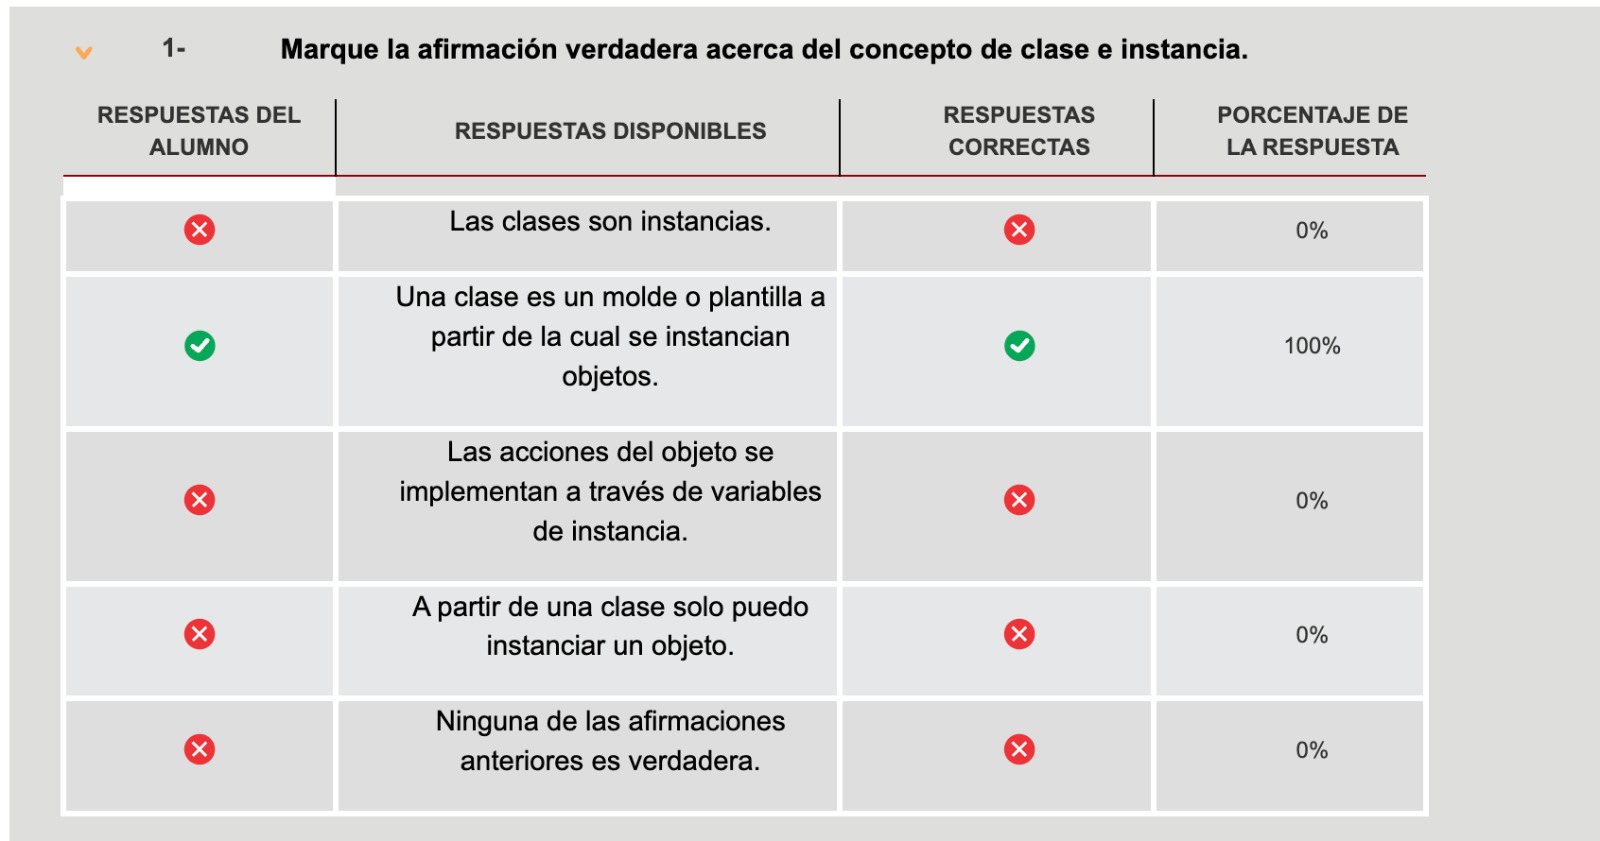 1- Marque la afirmación verdadera acerca del concepto de clase e instancia.
RESPUESTAS DEL
ALUMNO
RESPUESTAS DISPONIBLES
RESPUESTAS
CORRECTAS
PORCENTAJE DE
LA RESPUESTA
Las clases son instancias.
0%
Una clase es un molde o plantilla a
partir de la cual se instancian
objetos.
100%
Las acciones del objeto se
implementan a través de variables
de instancia.
0%
A partir de una clase solo puedo
instanciar un objeto.
0%
Ninguna de las afirmaciones
anteriores es verdadera.
0%